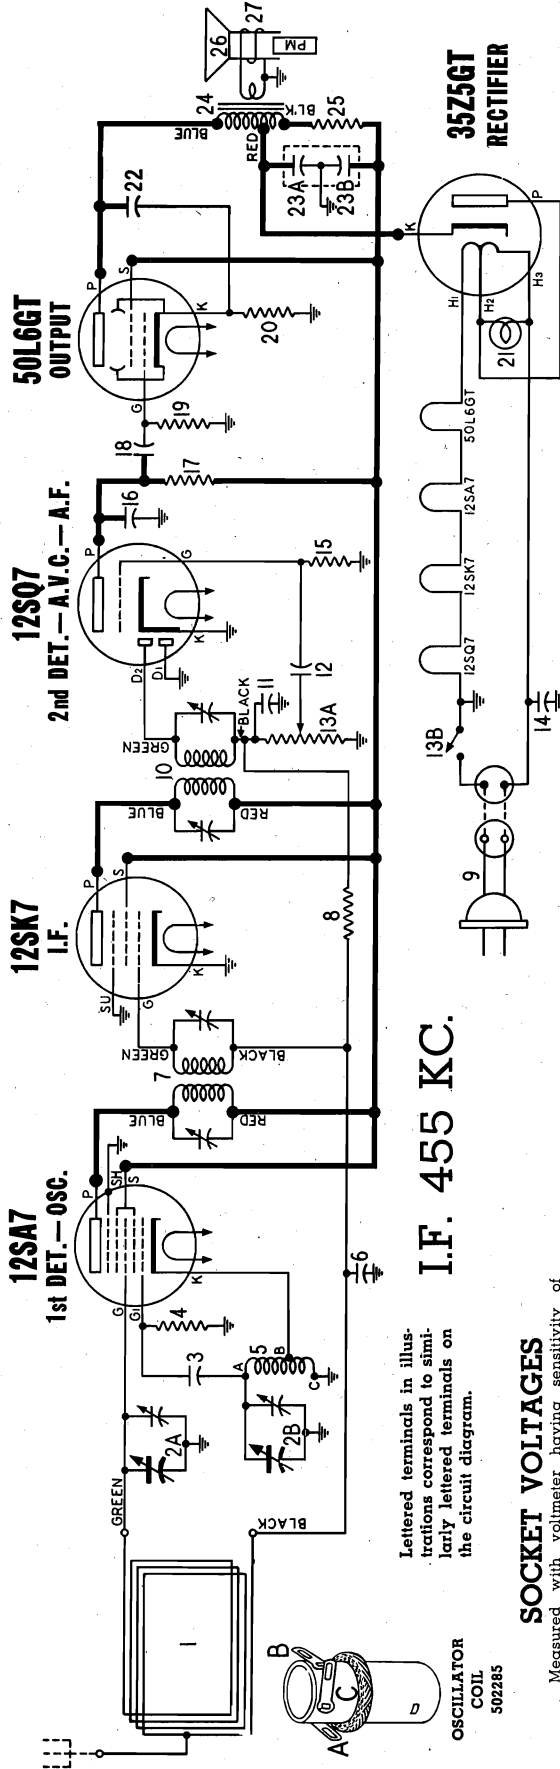 12SA7
1st DET.—OSC.
12SK7
I.F.
12SQ7
2nd DET.—A.V.C.—A.F.
50L6GT
OUTPUT
35Z5GT
RECTIFIER
1
GREEN
BLACK
2A
2B
3
4
5
A
B
C
6
G
G1
P
SH
S
K
BLUE
RED
7
GREEN
BLACK
SU
G
P
S
K
8
BLUE
RED
10
GREEN
BLACK
11
12
13A
D2
D1
P
G
K
15
16
17
18
19
G
P
S
K
20
22
BLUE
RED
BLK
23A
23B
24
25
26
27
PM
K
P
H1
H2
H3
21
50L6GT
12SA7
12SK7
12SQ7
13B
14
9
I.F. 455 KC.
Lettered terminals in illus-
trations correspond to simi-
larly lettered terminals on
the circuit diagram.
A
B
C
D
OSCILLATOR
COIL
502285
SOCKET VOLTAGES
Measured with voltmeter having sensitivity of